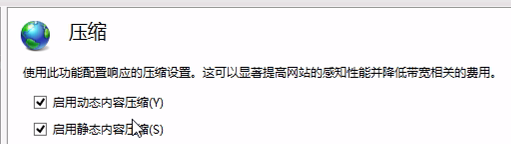 压缩
使用此功能配置响应的压缩设置。这可以显著提高网站的感知性能并降低带宽相关的费用。
启用动态内容压缩(Y)
启用静态内容压缩(S)